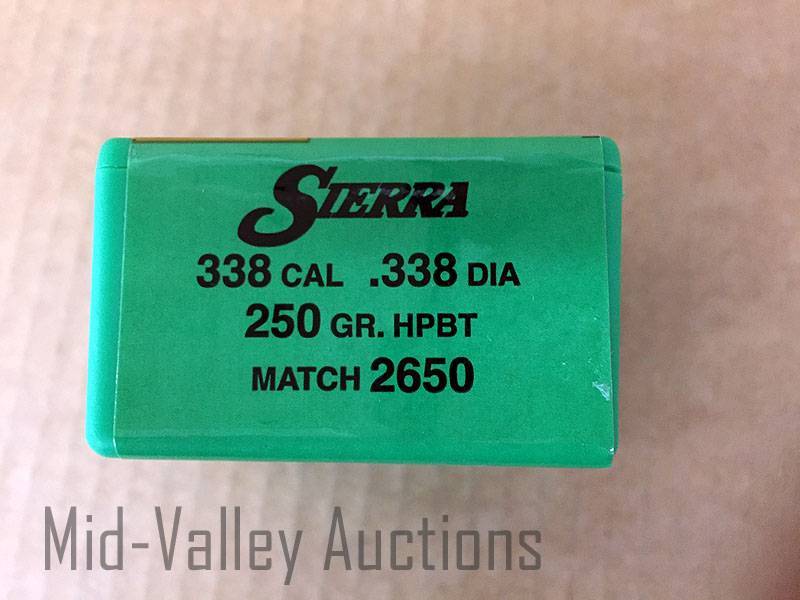 SIERRA
338 CAL .338 DIA
250 GR. HPBT
MATCH 2650
Mid-Valley Auctions